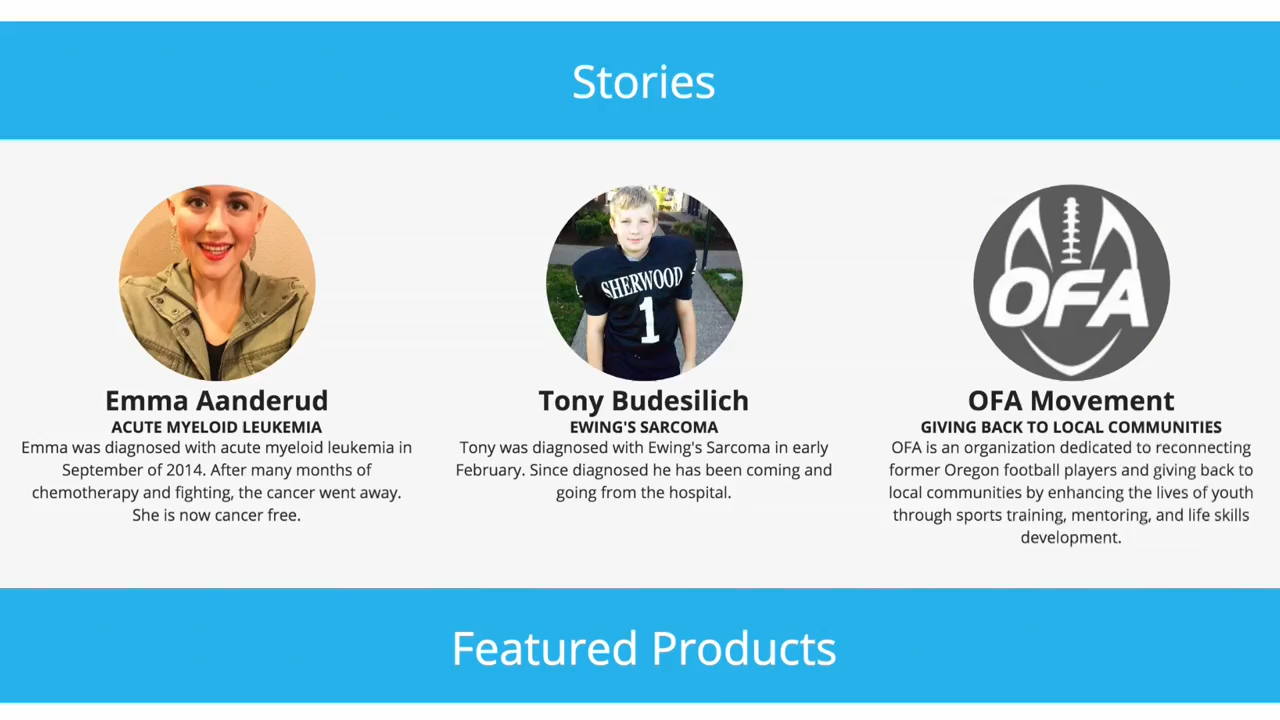 Stories
SHERWOOD
1
OFA
Emma Aanderud
ACUTE MYELOID LEUKEMIA
Emma was diagnosed with acute myeloid leukemia in
September of 2014. After many months of
chemotherapy and fighting, the cancer went away.
She is now cancer free.
Tony Budesilich
EWING'S SARCOMA
Tony was diagnosed with Ewing's Sarcoma in early
February. Since diagnosed he has been coming and
going from the hospital.
OFA Movement
GIVING BACK TO LOCAL COMMUNITIES
OFA is an organization dedicated to reconnecting
former Oregon football players and giving back to
local communities by enhancing the lives of youth
through sports training, mentoring, and life skills
development.
Featured Products